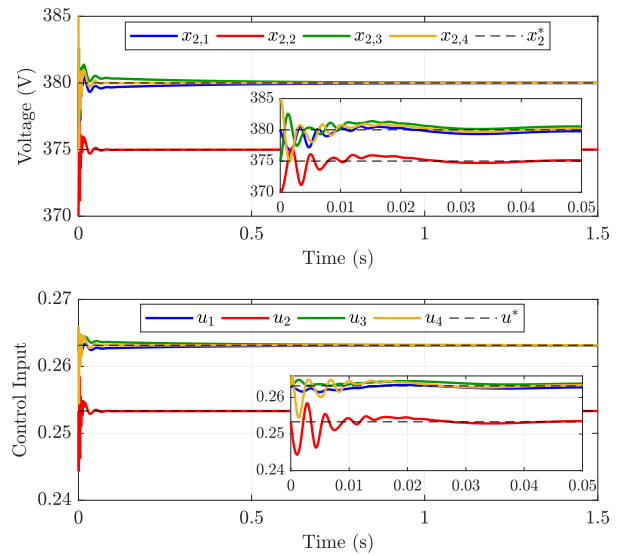 385
380
375
370
Voltage (V)
x_{2,1} x_{2,2} x_{2,3} x_{2,4} x_2^*
385
380
375
370
0 0.01 0.02 0.03 0.04 0.05
0 0.5 1 1.5
Time (s)
0.27
0.26
0.25
0.24
Control Input
u_1 u_2 u_3 u_4 u^*
0.26
0.25
0.24
0 0.01 0.02 0.03 0.04 0.05
0 0.5 1 1.5
Time (s)